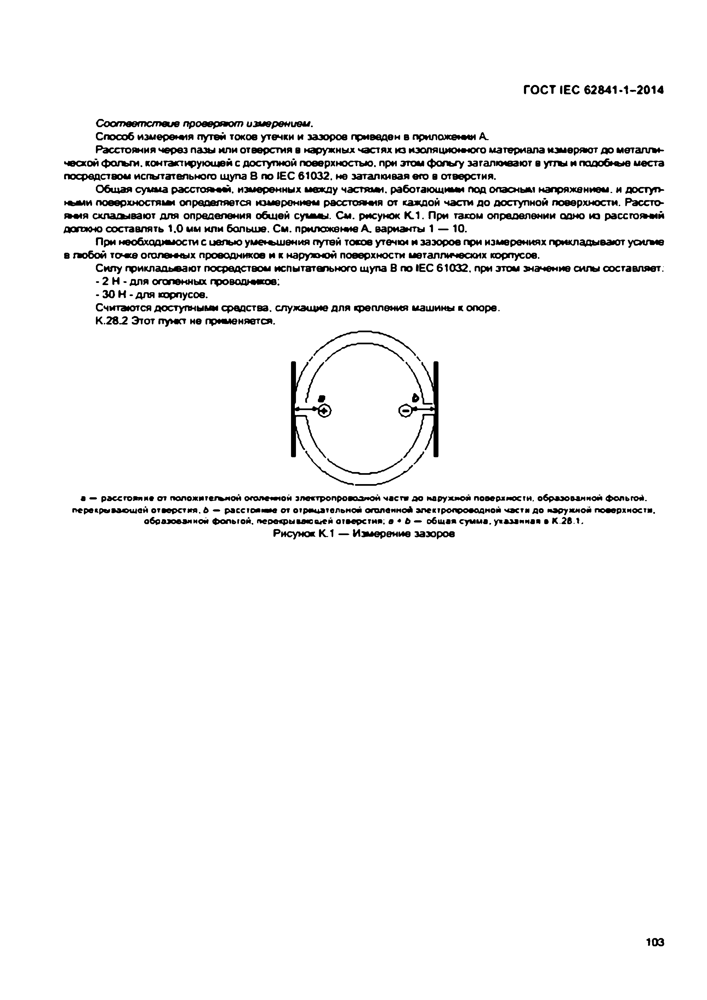 ГОСТ IEC 62841-1–2014
Соответствие проверяют измерением.
Способ измерения путей токов утечки и зазоров приведен в приложении А.
Расстояния через пазы или отверстия в наружных частях из изоляционного материала измеряют до металли-
ческой фольги, контактирующей с доступной поверхностью, при этом фольгу заталкивают в углы и подобные места
посредством испытательного щупа В по IEC 61032, не заталкивая его в отверстия.
Общая сумма расстояний, измеренных между частями, работающими под опасным напряжением, и доступ-
ными поверхностями определяется измерением расстояния от каждой части до доступной поверхности. Рассто-
яния складывают для определения общей суммы. См. рисунок К.1. При таком определении одно из расстояний
должно составлять 1,0 мм или больше. См. приложение А, варианты 1 — 10.
При необходимости с целью уменьшения путей токов утечки и зазоров при измерениях прикладывают усилие
в любой точке оголенных проводников и к наружной поверхности металлических корпусов.
Силу прикладывают посредством испытательного щупа В по IEC 61032, при этом значение силы составляет:
- 2 Н - для оголенных проводников;
- 30 Н - для корпусов.
Считаются доступными средства, служащие для крепления машины к опоре.
К.28.2 Этот пункт не применяется.
a b
+ −
a — расстояние от положительной оголенной электропроводной части до наружной поверхности, образованной фольгой,
перекрывающей отверстия, b — расстояние от отрицательной оголенной электропроводной части до наружной поверхности,
образованной фольгой, перекрывающей отверстия; a + b — общая сумма, указанная в К.28.1.
Рисунок К.1 — Измерение зазоров
103